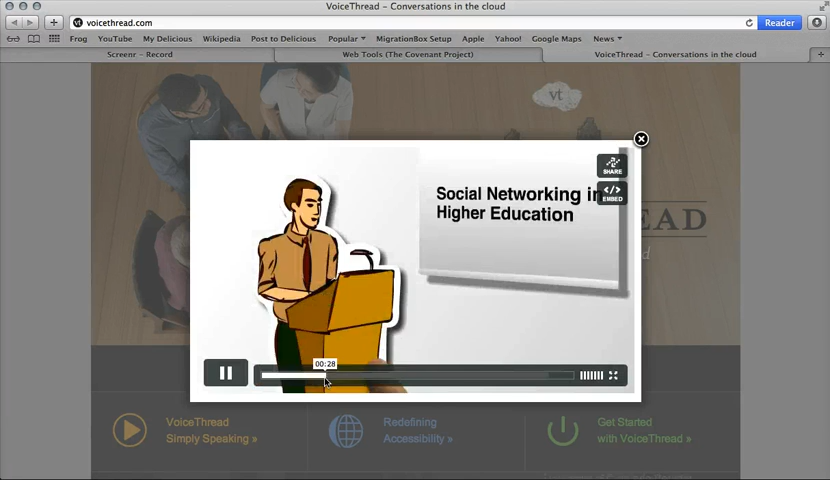 VoiceThread – Conversations in the cloud
vt voicethread.com
Reader
Frog YouTube My Delicious Wikipedia Post to Delicious Popular MigrationBox Setup Apple Yahoo! Google Maps News
Screenr - Record
Web Tools (The Covenant Project)
VoiceThread – Conversations in the cloud
vt
SHARE
EMBED
Social Networking in
Higher Education
EAD
00:28
VoiceThread
Simply Speaking »
Redefining
Accessibility »
Get Started
with VoiceThread »